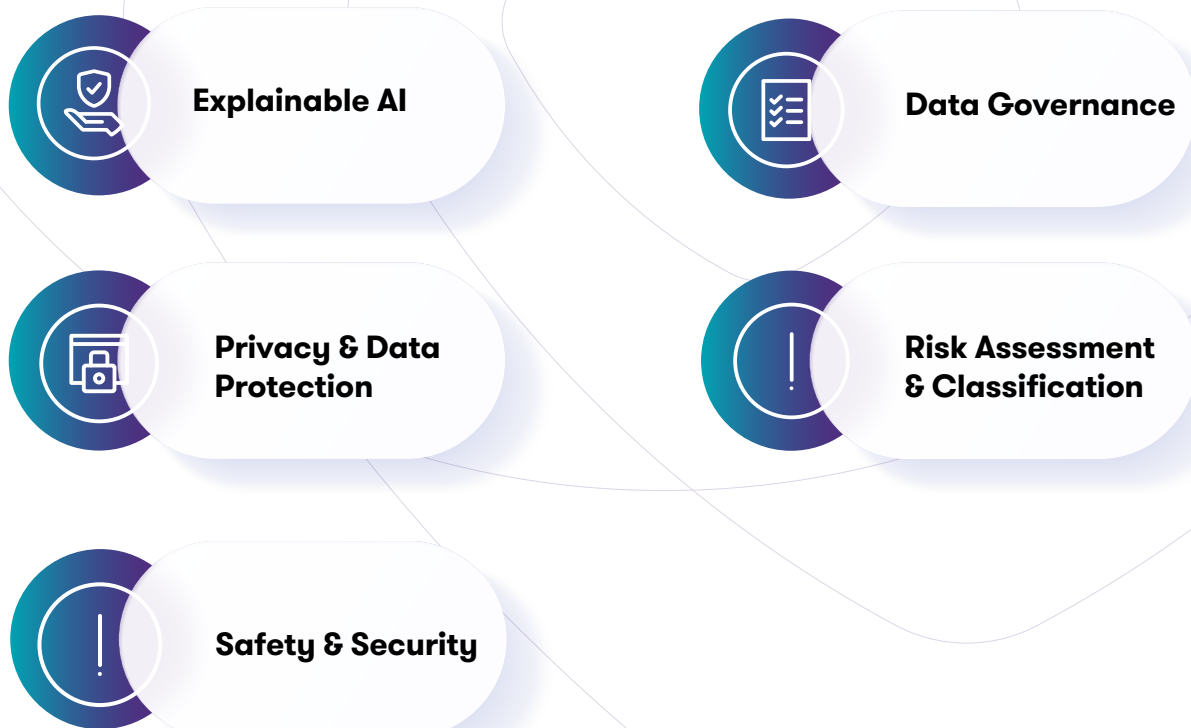 Explainable AI
Data Governance
Privacy & Data
Protection
Risk Assessment
& Classification
Safety & Security